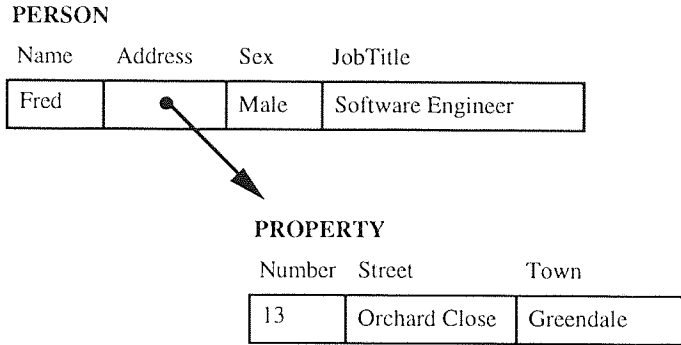 PERSON
Name Address Sex JobTitle
Fred Male Software Engineer
PROPERTY
Number Street Town
13 Orchard Close Greendale